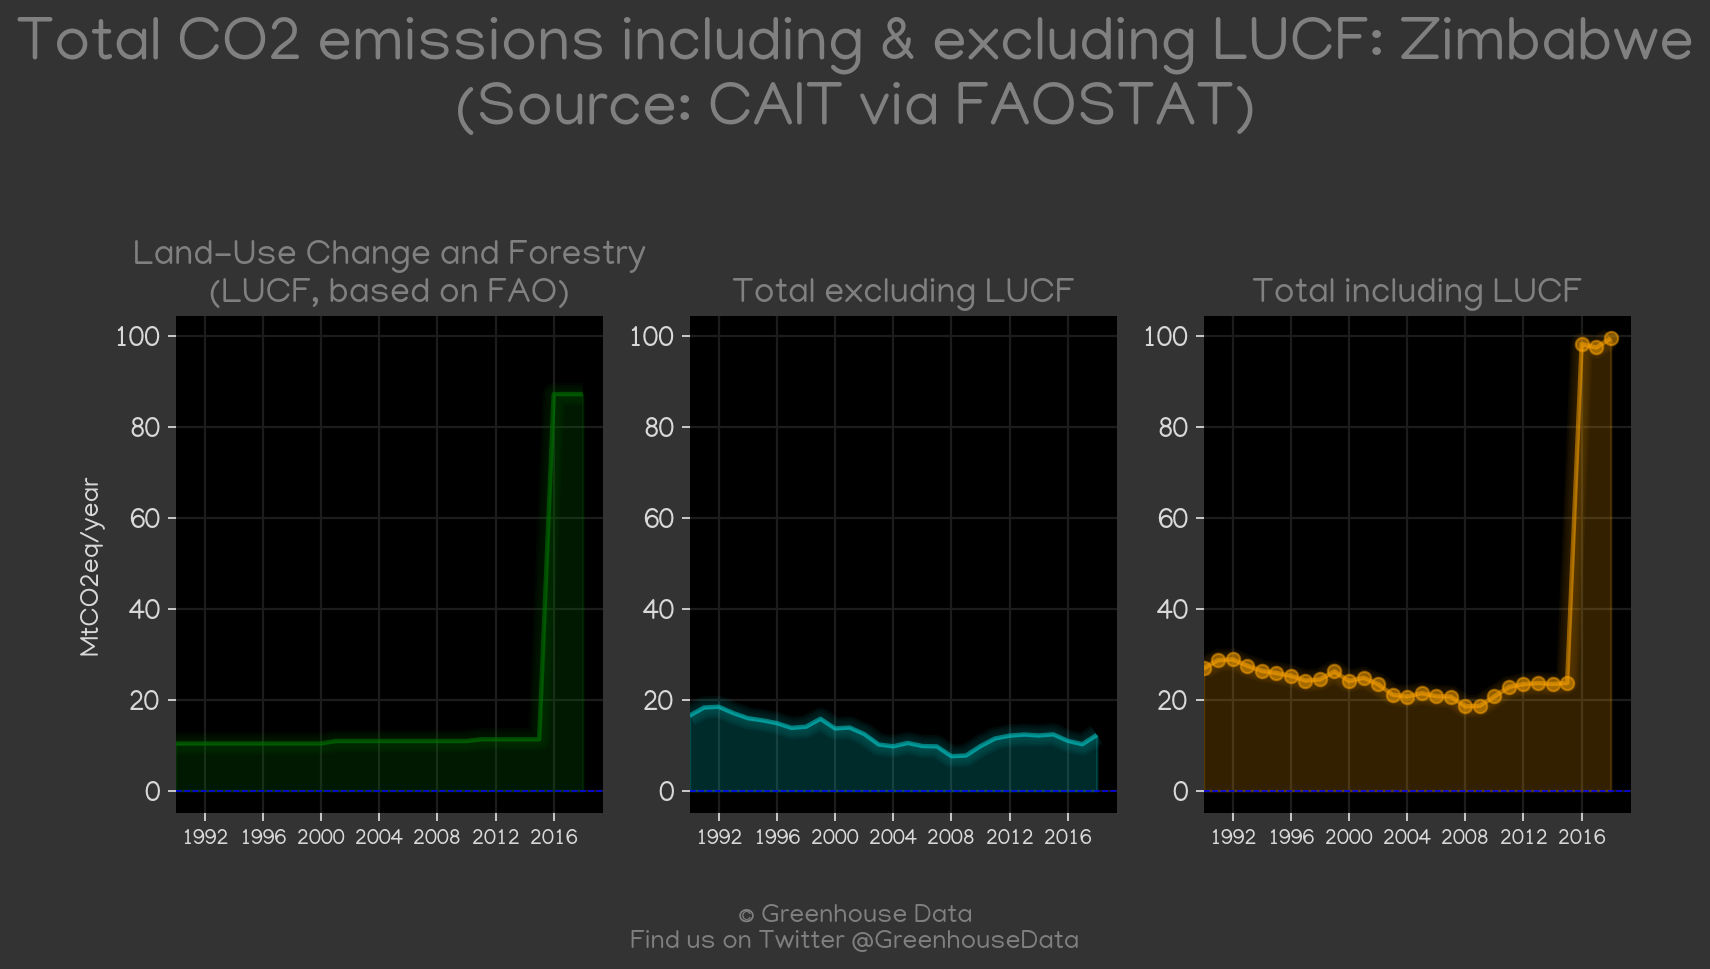 Total CO2 emissions including & excluding LUCF: Zimbabwe
(Source: CAIT via FAOSTAT)
Land-Use Change and Forestry
(LUCF, based on FAO)
MtCO2eq/year
100
80
60
40
20
0
1992 1996 2000 2004 2008 2012 2016
Total excluding LUCF
100
80
60
40
20
0
1992 1996 2000 2004 2008 2012 2016
Total including LUCF
100
80
60
40
20
0
1992 1996 2000 2004 2008 2012 2016
© Greenhouse Data
Find us on Twitter @GreenhouseData